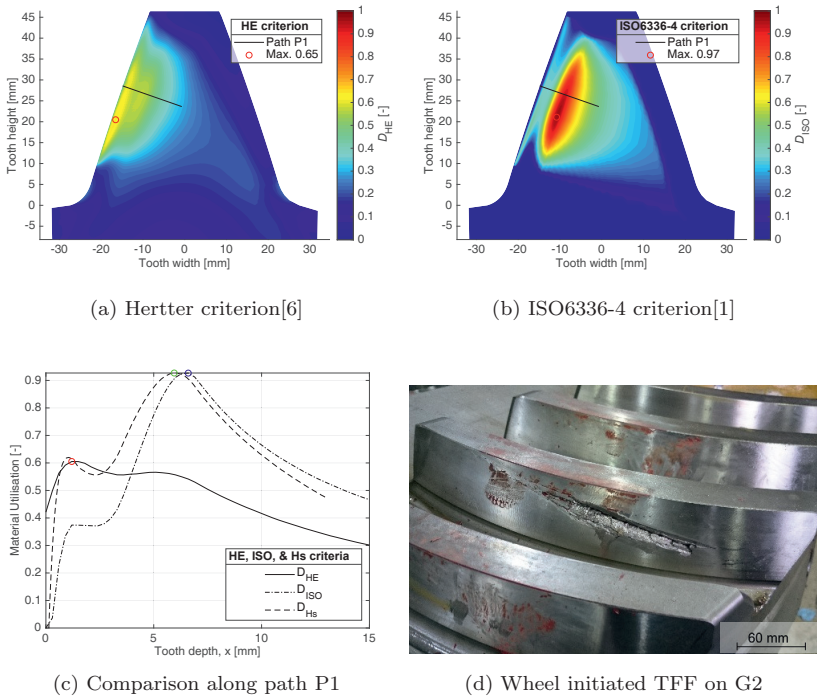 HE criterion
Path P1
Max. 0.65
Tooth height [mm]
45
40
35
30
25
20
15
10
5
0
-5
-30 -20 -10 0 10 20 30
Tooth width [mm]
1
0.9
0.8
0.7
0.6
0.5
0.4
0.3
0.2
0.1
0
D_HE [-]
(a) Hertter criterion[6]
ISO6336-4 criterion
Path P1
Max. 0.97
Tooth height [mm]
45
40
35
30
25
20
15
10
5
0
-5
-30 -20 -10 0 10 20 30
Tooth width [mm]
1
0.9
0.8
0.7
0.6
0.5
0.4
0.3
0.2
0.1
0
D_ISO [-]
(b) ISO6336-4 criterion[1]
Material Utilisation [-]
0.9
0.8
0.7
0.6
0.5
0.4
0.3
0.2
0.1
0
0 5 10 15
Tooth depth, x [mm]
HE, ISO, & Hs criteria
D_HE
D_ISO
D_Hs
(c) Comparison along path P1
60 mm
(d) Wheel initiated TFF on G2